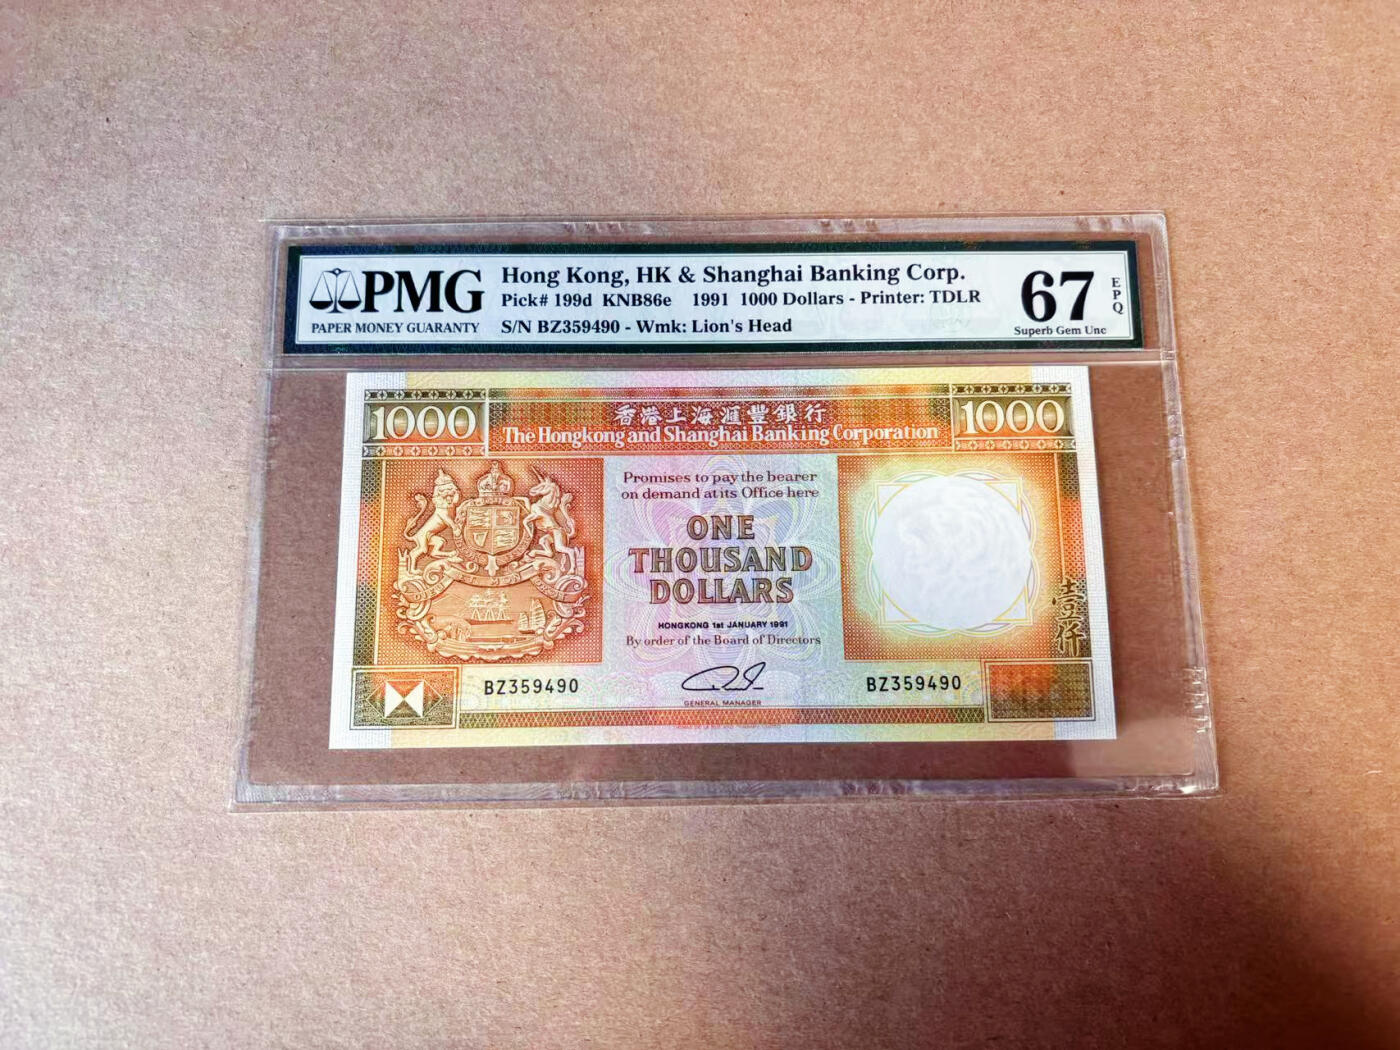 PMG
PAPER MONEY GUARANTY
Hong Kong, HK & Shanghai Banking Corp.
Pick# 199d KNB86e 1991 1000 Dollars - Printer: TDLR
S/N BZ359490 - Wmk: Lion's Head
67
EPQ
Superb Gem Unc
1000
香港上海滙豐銀行
The Hongkong and Shanghai Banking Corporation
1000
Promises to pay the bearer
on demand at its Office here
ONE
THOUSAND
DOLLARS
HONGKONG 1st JANUARY 1991
By order of the Board of Directors
壹仟
BZ359490
GENERAL MANAGER
BZ359490